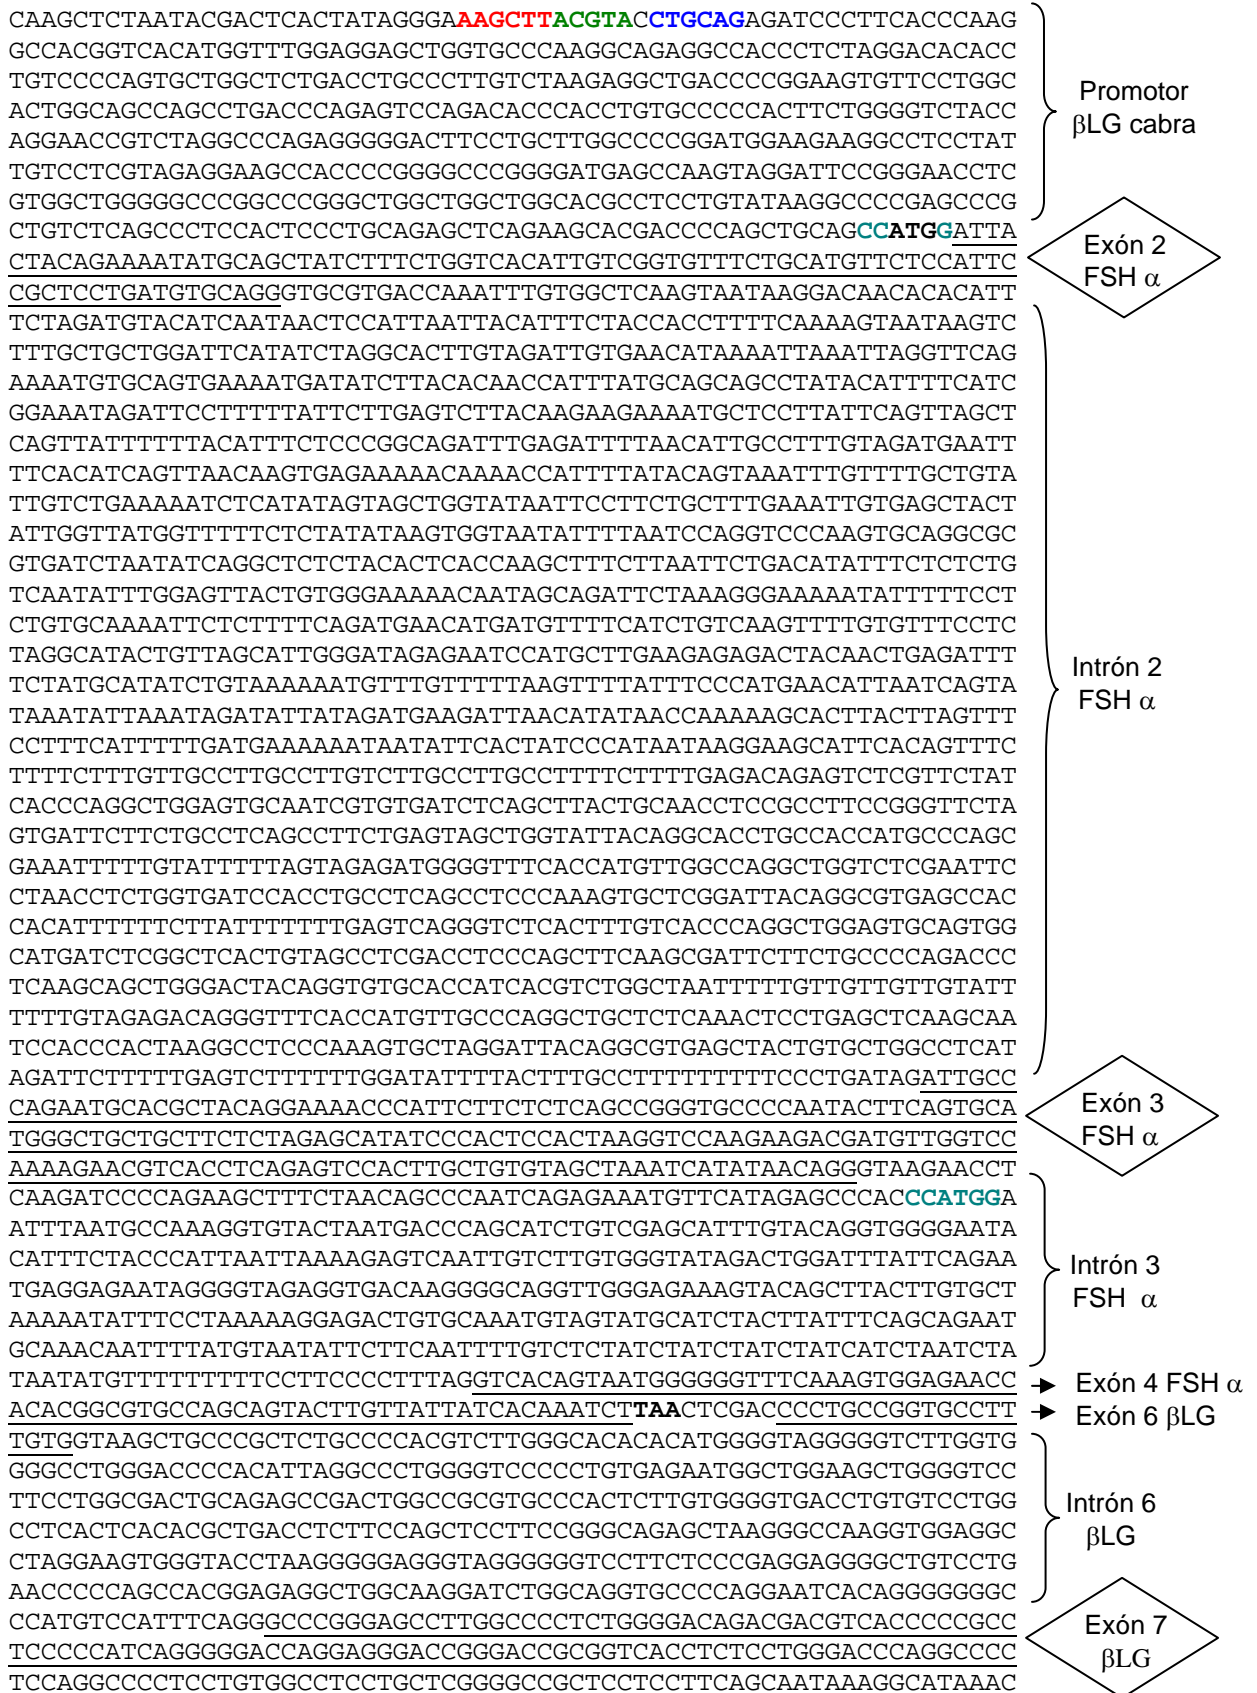 CAAGCTCTAATACGACTCACTATAGGGAAAGCTTACGTACCTGCAGAGATCCCTTCACCCAAG
GCCACGGTCACATGGTTTGGAGGAGCTGGTGCCCAAGGCAGAGGCCACCCTCTAGGACACACC
TGTCCCCAGTGCTGGCTCTGACCTGCCCTTGTCTAAGAGGCTGACCCCGGAAGTGTTCCTGGC
ACTGGCAGCCAGCCTGACCCAGAGTCCAGACACCCACCTGTGCCCCCACTTCTGGGGTCTACC
AGGAACCGTCTAGGCCCAGAGGGGGACTTCCTGCTTGGCCCCGGATGGAAGAAGGCCTCCTAT
TGTCCTCGTAGAGGAAGCCACCCCGGGGCCCGGGGATGAGCCAAGTAGGATTCCGGGAACCTC
GTGGCTGGGGGCCCGGCCCGGGCTGGCTGGCTGGCACGCCTCCTGTATAAGGCCCCGAGCCCG
CTGTCTCAGCCCTCCACTCCCTGCAGAGCTCAGAAGCACGACCCCAGCTGCAGCCATGGATTA
CTACAGAAAATATGCAGCTATCTTTCTGGTCACATTGTCGGTGTTTCTGCATGTTCTCCATTC
CGCTCCTGATGTGCAGGGTGCGTGACCAAATTTGTGGCTCAAGTAATAAGGACAACACACATT
TCTAGATGTACATCAATAACTCCATTAATTACATTTCTACCACCTTTTCAAAAGTAATAAGTC
TTTGCTGCTGGATTCATATCTAGGCACTTGTAGATTGTGAACATAAAATTAAATTAGGTTCAG
AAAATGTGCAGTGAAAATGATATCTTACACAACCATTTATGCAGCAGCCTATACATTTTCATC
GGAAATAGATTCCTTTTTATTCTTGAGTCTTACAAGAAGAAAATGCTCCTTATTCAGTTAGCT
CAGTTATTTTTTACATTTCTCCCGGCAGATTTGAGATTTTAACATTGCCTTTGTAGATGAATT
TTCACATCAGTTAACAAGTGAGAAAAACAAAACCATTTTATACAGTAAATTTGTTTTGCTGTA
TTGTCTGAAAAATCTCATATAGTAGCTGGTATAATTCCTTCTGCTTTGAAATTGTGAGCTACT
ATTGGTTATGGTTTTTCTCTATATAAGTGGTAATATTTTAATCCAGGTCCCAAGTGCAGGCGC
GTGATCTAATATCAGGCTCTCTACACTCACCAAGCTTTCTTAATTCTGACATATTTCTCTCTG
TCAATATTTGGAGTTACTGTGGGAAAAACAATAGCAGATTCTAAAGGGAAAAATATTTTTCCT
CTGTGCAAAATTCTCTTTTCAGATGAACATGATGTTTTCATCTGTCAAGTTTTGTGTTTCCTC
TAGGCATACTGTTAGCATTGGGATAGAGAATCCATGCTTGAAGAGAGACTACAACTGAGATTT
TCTATGCATATCTGTAAAAAATGTTTGTTTTTAAGTTTTATTTCCCATGAACATTAATCAGTA
TAAATATTAAATAGATATTATAGATGAAGATTAACATATAACCAAAAAGCACTTACTTAGTTT
CCTTTCATTTTTGATGAAAAAATAATATTCACTATCCCATAATAAGGAAGCATTCACAGTTTC
TTTTCTTTGTTGCCTTGCCTTGTCTTGCCTTGCCTTTTCTTTTGAGACAGAGTCTCGTTCTAT
CACCCAGGCTGGAGTGCAATCGTGTGATCTCAGCTTACTGCAACCTCCGCCTTCCGGGTTCTA
GTGATTCTTCTGCCTCAGCCTTCTGAGTAGCTGGTATTACAGGCACCTGCCACCATGCCCAGC
GAAATTTTTGTATTTTTAGTAGAGATGGGGTTTCACCATGTTGGCCAGGCTGGTCTCGAATTC
CTAACCTCTGGTGATCCACCTGCCTCAGCCTCCCAAAGTGCTCGGATTACAGGCGTGAGCCAC
CACATTTTTTCTTATTTTTTTGAGTCAGGGTCTCACTTTGTCACCCAGGCTGGAGTGCAGTGG
CATGATCTCGGCTCACTGTAGCCTCGACCTCCCAGCTTCAAGCGATTCTTCTGCCCCAGACCC
TCAAGCAGCTGGGACTACAGGTGTGCACCATCACGTCTGGCTAATTTTTGTTGTTGTTGTATT
TTTTGTAGAGACAGGGTTTCACCATGTTGCCCAGGCTGCTCTCAAACTCCTGAGCTCAAGCAA
TCCACCCACTAAGGCCTCCCAAAGTGCTAGGATTACAGGCGTGAGCTACTGTGCTGGCCTCAT
AGATTCTTTTTGAGTCTTTTTTGGATATTTTACTTTGCCTTTTTTTTTTCCCTGATAGATTGCC
CAGAATGCACGCTACAGGAAAACCCATTCTTCTCTCAGCCGGGTGCCCCAATACTTCAGTGCA
TGGGCTGCTGCTTCTCTAGAGCATATCCCACTCCACTAAGGTCCAAGAAGACGATGTTGGTCC
AAAAGAACGTCACCTCAGAGTCCACTTGCTGTGTAGCTAAATCATATAACAGGGTAAGAACCT
CAAGATCCCCAGAAGCTTTCTAACAGCCCAATCAGAGAAATGTTCATAGAGCCCACCCATGGA
ATTTAATGCCAAAGGTGTACTAATGACCCAGCATCTGTCGAGCATTTGTACAGGTGGGGAATA
CATTTCTACCCATTAATTAAAAGAGTCAATTGTCTTGTGGGTATAGACTGGATTTATTCAGAA
TGAGGAGAATAGGGGTAGAGGTGACAAGGGGCAGGTTGGGAGAAAGTACAGCTTACTTGTGCT
AAAAATATTTCCTAAAAAGGAGACTGTGCAAATGTAGTATGCATCTACTTATTTCAGCAGAAT
GCAAACAATTTTATGTAATATTCTTCAATTTTGTCTCTATCTATCTATCTATCATCTAATCTA
TAATATGTTTTTTTTTCCTTCCCCTTTAGGTCACAGTAATGGGGGGTTTCAAAGTGGAGAACC
ACACGGCGTGCCAGCAGTACTTGTTATTATCACAAATCTTAACTCGACCCCTGCCGGTGCCTT
TGTGGTAAGCTGCCCGCTCTGCCCCACGTCTTGGGCACACACATGGGGTAGGGGGTCTTGGTG
GGGCCTGGGACCCCACATTAGGCCCTGGGGTCCCCCTGTGAGAATGGCTGGAAGCTGGGGTCC
TTCCTGGCGACTGCAGAGCCGACTGGCCGCGTGCCCACTCTTGTGGGGTGACCTGTGTCCTGG
CCTCACTCACACGCTGACCTCTTCCAGCTCCTTCCGGGCAGAGCTAAGGGCCAAGGTGGAGGC
CTAGGAAGTGGGTACCTAAGGGGGAGGGTAGGGGGGTCCTTCTCCCGAGGAGGGGCTGTCCTG
AACCCCCAGCCACGGAGAGGCTGGCAAGGATCTGGCAGGTGCCCCAGGAATCACAGGGGGGGC
CCATGTCCATTTCAGGGCCCGGGAGCCTTGGCCCCTCTGGGGACAGACGACGTCACCCCCGCC
TCCCCCATCAGGGGGACCAGGAGGGACCGGGACCGCGGTCACCTCTCCTGGGACCCAGGCCCC
TCCAGGCCCCTCCTGTGGCCTCCTGCTCGGGGCCGCTCCTCCTTCAGCAATAAAGGCATAAAC
Promotor
βLG cabra
Exón 2
FSH α
Intrón 2
FSH α
Exón 3
FSH α
Intrón 3
FSH α
Exón 4 FSH α
Exón 6 βLG
Intrón 6
βLG
Exón 7
βLG